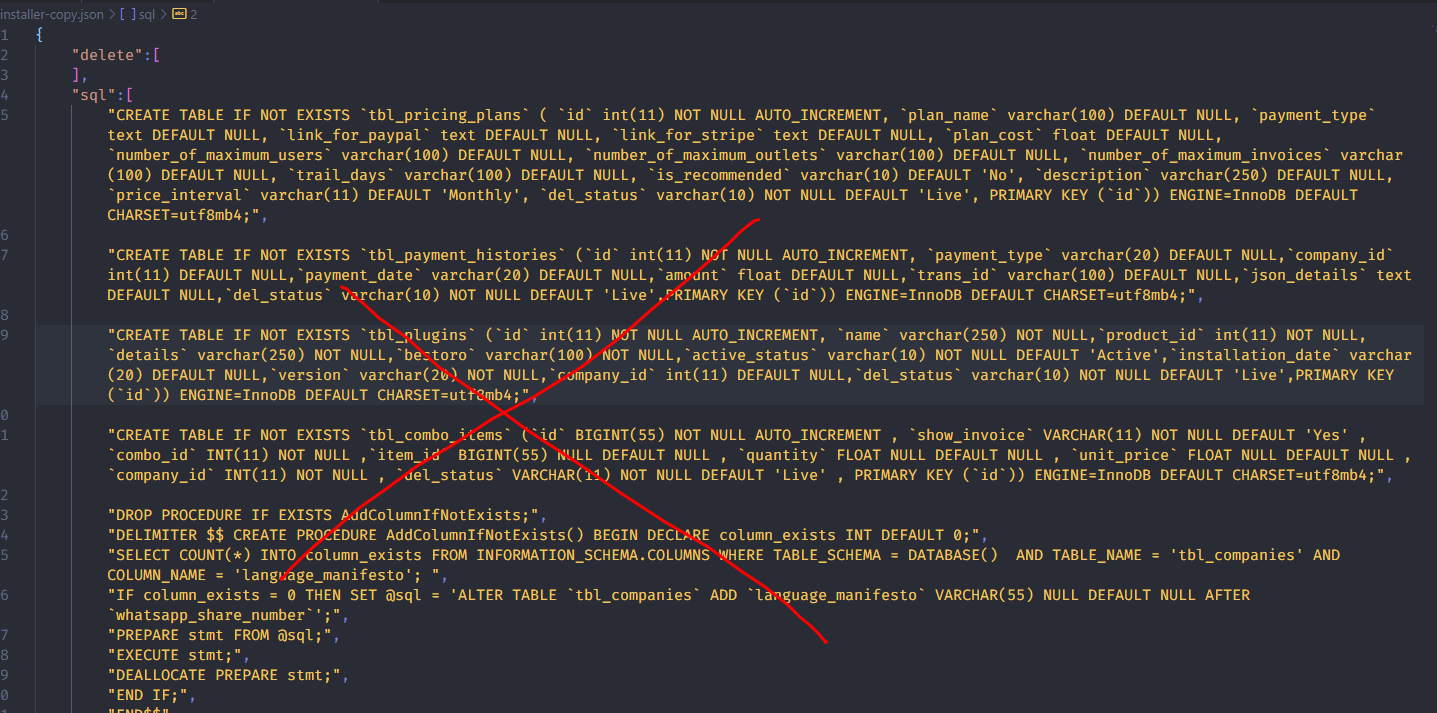 installer-copy.json > [ ] sql > abc 2
1 {
2 "delete":[
3 ],
4 "sql":[
5 "CREATE TABLE IF NOT EXISTS `tbl_pricing_plans` ( `id` int(11) NOT NULL AUTO_INCREMENT, `plan_name` varchar(100) DEFAULT NULL, `payment_type`
text DEFAULT NULL, `link_for_paypal` text DEFAULT NULL, `link_for_stripe` text DEFAULT NULL, `plan_cost` float DEFAULT NULL,
`number_of_maximum_users` varchar(100) DEFAULT NULL, `number_of_maximum_outlets` varchar(100) DEFAULT NULL, `number_of_maximum_invoices` varchar
(100) DEFAULT NULL, `trail_days` varchar(100) DEFAULT NULL, `is_recommended` varchar(10) DEFAULT 'No', `description` varchar(250) DEFAULT NULL,
`price_interval` varchar(11) DEFAULT 'Monthly', `del_status` varchar(10) NOT NULL DEFAULT 'Live', PRIMARY KEY (`id`)) ENGINE=InnoDB DEFAULT
CHARSET=utf8mb4;",
6
7 "CREATE TABLE IF NOT EXISTS `tbl_payment_histories` (`id` int(11) NOT NULL AUTO_INCREMENT, `payment_type` varchar(20) DEFAULT NULL,`company_id`
int(11) DEFAULT NULL,`payment_date` varchar(20) DEFAULT NULL,`amount` float DEFAULT NULL,`trans_id` varchar(100) DEFAULT NULL,`json_details` text
DEFAULT NULL,`del_status` varchar(10) NOT NULL DEFAULT 'Live',PRIMARY KEY (`id`)) ENGINE=InnoDB DEFAULT CHARSET=utf8mb4;",
8
9 "CREATE TABLE IF NOT EXISTS `tbl_plugins` (`id` int(11) NOT NULL AUTO_INCREMENT, `name` varchar(250) NOT NULL,`product_id` int(11) NOT NULL,
`details` varchar(250) NOT NULL,`bestoro` varchar(100) NOT NULL,`active_status` varchar(10) NOT NULL DEFAULT 'Active',`installation_date` varchar
(20) DEFAULT NULL,`version` varchar(20) NOT NULL,`company_id` int(11) DEFAULT NULL,`del_status` varchar(10) NOT NULL DEFAULT 'Live',PRIMARY KEY
(`id`)) ENGINE=InnoDB DEFAULT CHARSET=utf8mb4;",
0
1 "CREATE TABLE IF NOT EXISTS `tbl_combo_items` (`id` BIGINT(55) NOT NULL AUTO_INCREMENT , `show_invoice` VARCHAR(11) NOT NULL DEFAULT 'Yes' ,
`combo_id` INT(11) NOT NULL ,`item_id` BIGINT(55) NULL DEFAULT NULL , `quantity` FLOAT NULL DEFAULT NULL , `unit_price` FLOAT NULL DEFAULT NULL ,
`company_id` INT(11) NOT NULL , `del_status` VARCHAR(11) NOT NULL DEFAULT 'Live' , PRIMARY KEY (`id`)) ENGINE=InnoDB DEFAULT CHARSET=utf8mb4;",
2
3 "DROP PROCEDURE IF EXISTS AddColumnIfNotExists;",
4 "DELIMITER $$ CREATE PROCEDURE AddColumnIfNotExists() BEGIN DECLARE column_exists INT DEFAULT 0;",
5 "SELECT COUNT(*) INTO column_exists FROM INFORMATION_SCHEMA.COLUMNS WHERE TABLE_SCHEMA = DATABASE()  AND TABLE_NAME = 'tbl_companies' AND
COLUMN_NAME = 'language_manifesto'; ",
6 "IF column_exists = 0 THEN SET @sql = 'ALTER TABLE `tbl_companies` ADD `language_manifesto` VARCHAR(55) NULL DEFAULT NULL AFTER
`whatsapp_share_number`';",
7 "PREPARE stmt FROM @sql;",
8 "EXECUTE stmt;",
9 "DEALLOCATE PREPARE stmt;",
0 "END IF;",
"END$$"